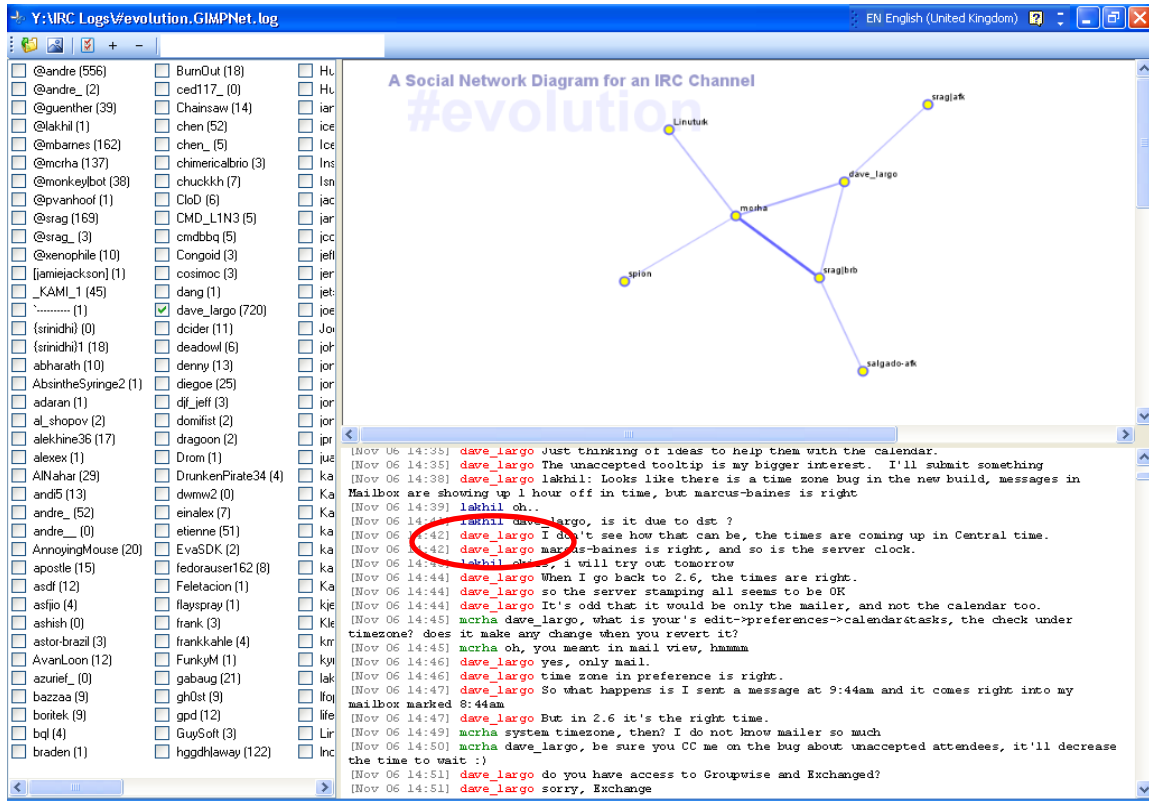 Y:\IRC Logs\#evolution.GIMPNet.log
EN English (United Kingdom)
@andre (556)
@andre_ (2)
@guenther (39)
@lakhil (1)
@mbarnes (162)
@mcrha (137)
@monkey|bot (38)
@pvanhoof (1)
@srag (169)
@srag_ (3)
@xenophile (10)
[jamiejackson] (1)
_KAMI_1 (45)
`---------- (1)
{srinidhi} (0)
{srinidhi}1 (18)
abharath (10)
AbsintheSyringe2 (1)
adaran (1)
al_shopov (2)
alekhine36 (17)
alexex (1)
AlNahar (29)
andi5 (13)
andre_ (52)
andre__ (0)
AnnoyingMouse (20)
apostle (15)
asdf (12)
asfjio (4)
ashish (0)
astor-brazil (3)
AvanLoon (12)
azurief_ (0)
bazzaa (9)
boritek (9)
bql (4)
braden (1)
BurnOut (18)
ced117_ (0)
Chainsaw (14)
chen (52)
chen_ (5)
chimericalbrio (3)
chuckkh (7)
CloD (6)
CMD_L1N3 (5)
cmdbbq (5)
Congoid (3)
cosimoc (3)
dang (1)
dave_largo (720)
dcider (11)
deadowl (6)
denny (13)
diegoe (25)
djf_jeff (3)
domifist (2)
dragoon (2)
Drom (1)
DrunkenPirate34 (4)
dwmw2 (0)
einalex (7)
etienne (51)
EvaSDK (2)
fedorauser162 (8)
Feletacion (1)
flayspray (1)
frank (3)
frankkahle (4)
FunkyM (1)
gabaug (21)
gh0st (9)
gpd (12)
GuySoft (3)
hggdh|away (122)
A Social Network Diagram for an IRC Channel
#evolution
srag|afk
Linuturk
dave_largo
mcrha
spion
srag|brb
salgado-afk
[Nov 06 14:35] dave_largo Just thinking of ideas to help them with the calendar.
[Nov 06 14:35] dave_largo The unaccepted tooltip is my bigger interest.  I'll submit something
[Nov 06 14:38] dave_largo lakhil: Looks like there is a time zone bug in the new build, messages in
Mailbox are showing up 1 hour off in time, but marcus-baines is right
[Nov 06 14:39] lakhil oh..
[Nov 06 14:41] lakhil dave_largo, is it due to dst ?
[Nov 06 14:42] dave_largo I don't see how that can be, the times are coming up in Central time.
[Nov 06 14:42] dave_largo marcus-baines is right, and so is the server clock.
[Nov 06 lakhil i will try out tomorrow
[Nov 06 14:44] dave_largo When I go back to 2.6, the times are right.
[Nov 06 14:44] dave_largo so the server stamping all seems to be OK
[Nov 06 14:44] dave_largo It's odd that it would be only the mailer, and not the calendar too.
[Nov 06 14:45] mcrha dave_largo, what is your's edit->preferences->calendar&tasks, the check under
timezone? does it make any change when you revert it?
[Nov 06 14:45] mcrha oh, you meant in mail view, hmmmm
[Nov 06 14:46] dave_largo yes, only mail.
[Nov 06 14:46] dave_largo time zone in preference is right.
[Nov 06 14:47] dave_largo So what happens is I sent a message at 9:44am and it comes right into my
mailbox marked 8:44am
[Nov 06 14:47] dave_largo But in 2.6 it's the right time.
[Nov 06 14:49] mcrha system timezone, then? I do not know mailer so much
[Nov 06 14:50] mcrha dave_largo, be sure you CC me on the bug about unaccepted attendees, it'll decrease
the time to wait :)
[Nov 06 14:51] dave_largo do you have access to Groupwise and Exchanged?
[Nov 06 14:51] dave_largo sorry, Exchange